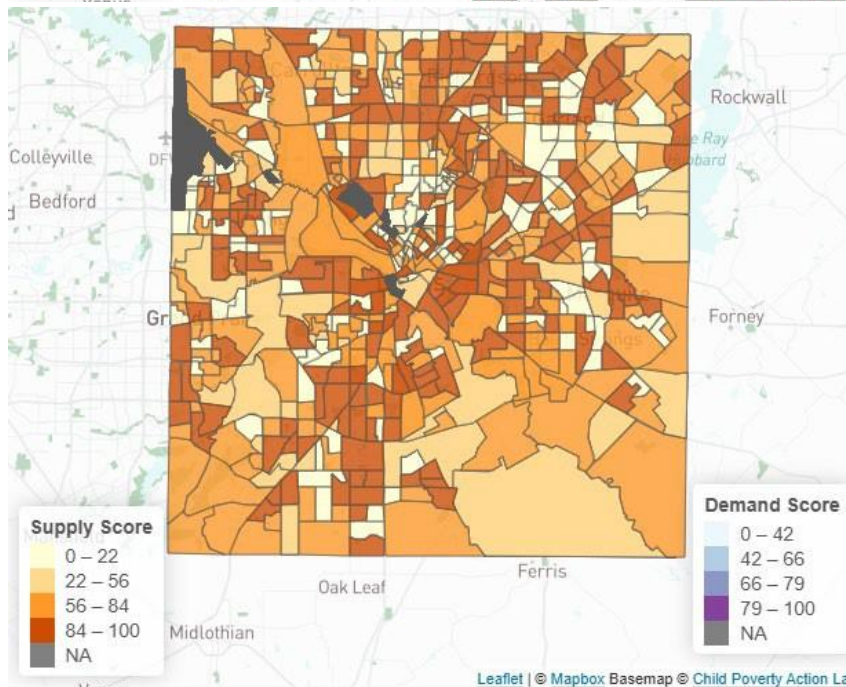 Rockwall
Colleyville
Bedford
Forney
Supply Score
0 – 22
22 – 56
56 – 84
84 – 100
NA
Demand Score
0 – 42
42 – 66
66 – 79
79 – 100
NA
Ferris
Oak Leaf
Midlothian
Leaflet | © Mapbox Basemap © Child Poverty Action La